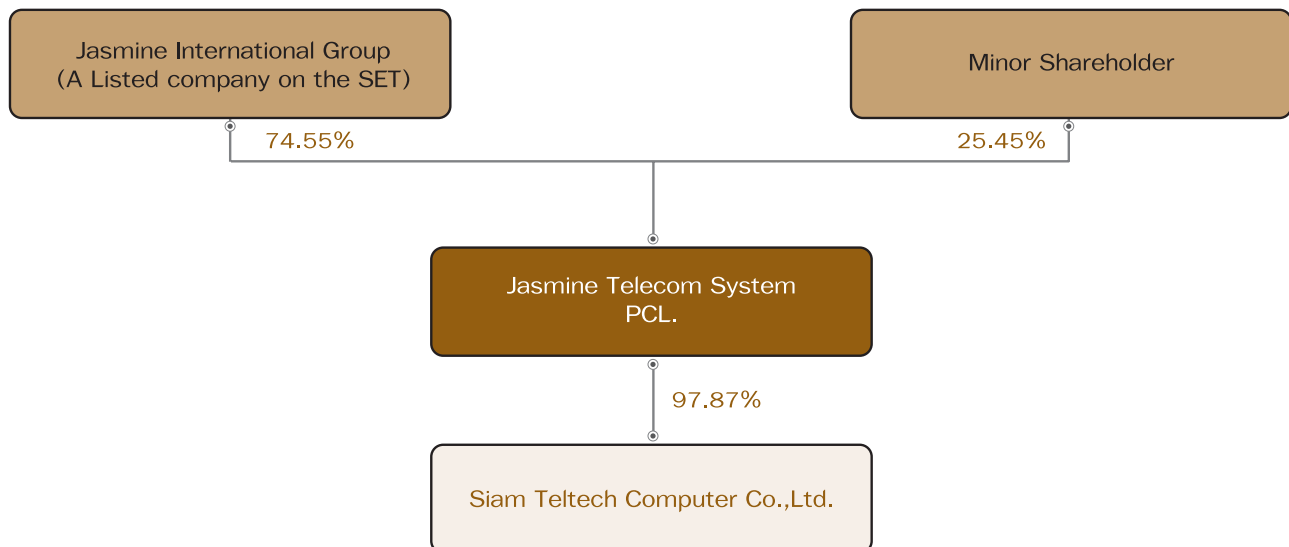 Jasmine International Group
(A Listed company on the SET)
Minor Shareholder
74.55%
25.45%
Jasmine Telecom System
PCL.
97.87%
Siam Teltech Computer Co.,Ltd.